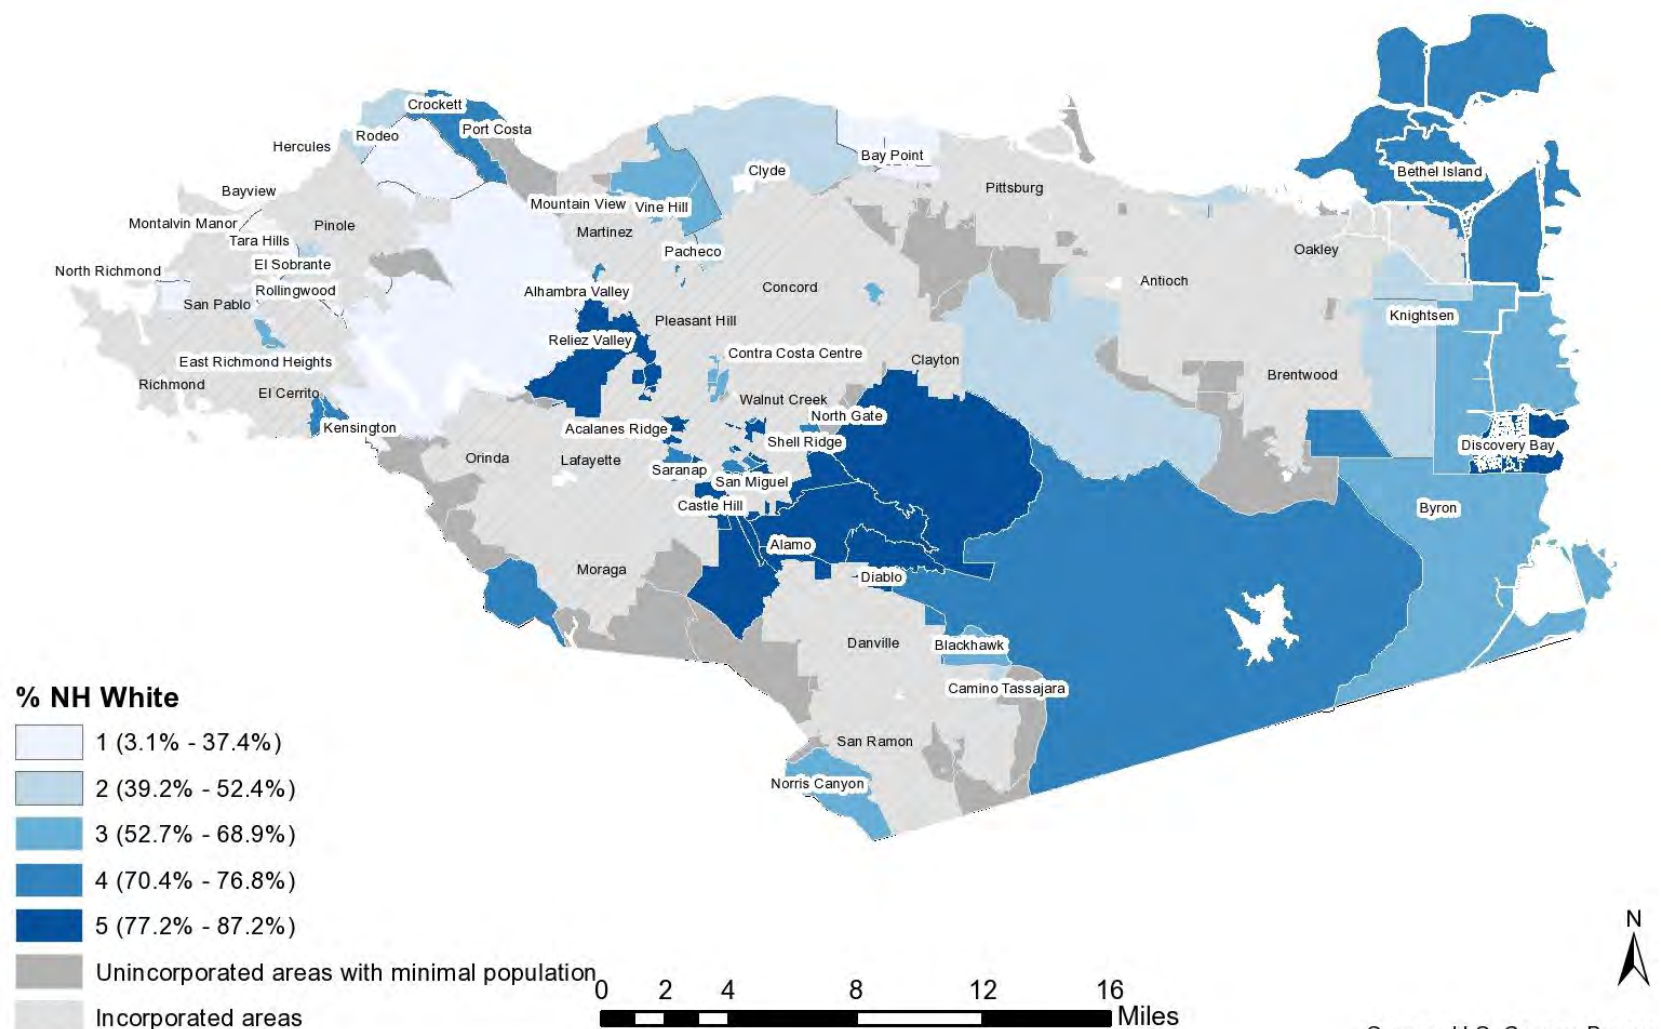 Crockett
Port Costa
Rodeo
Hercules
Bay Point
Clyde
Bethel Island
Pittsburg
Bayview
Mountain View
Vine Hill
Montalvin Manor
Pinole
Martinez
Tara Hills
Pacheco
Oakley
El Sobrante
North Richmond
Antioch
Rollingwood
Alhambra Valley
Concord
San Pablo
Knightsen
Pleasant Hill
Reliez Valley
Contra Costa Centre
East Richmond Heights
Clayton
Brentwood
Richmond
El Cerrito
Walnut Creek
North Gate
Kensington
Acalanes Ridge
Shell Ridge
Discovery Bay
Orinda
Lafayette
Saranap
San Miguel
Castle Hill
Byron
Alamo
Moraga
Diablo
Danville
Blackhawk
Camino Tassajara
San Ramon
Norris Canyon
% NH White
1 (3.1% - 37.4%)
2 (39.2% - 52.4%)
3 (52.7% - 68.9%)
4 (70.4% - 76.8%)
5 (77.2% - 87.2%)
Unincorporated areas with minimal population
Incorporated areas
0 2 4 8 12 16
Miles
N